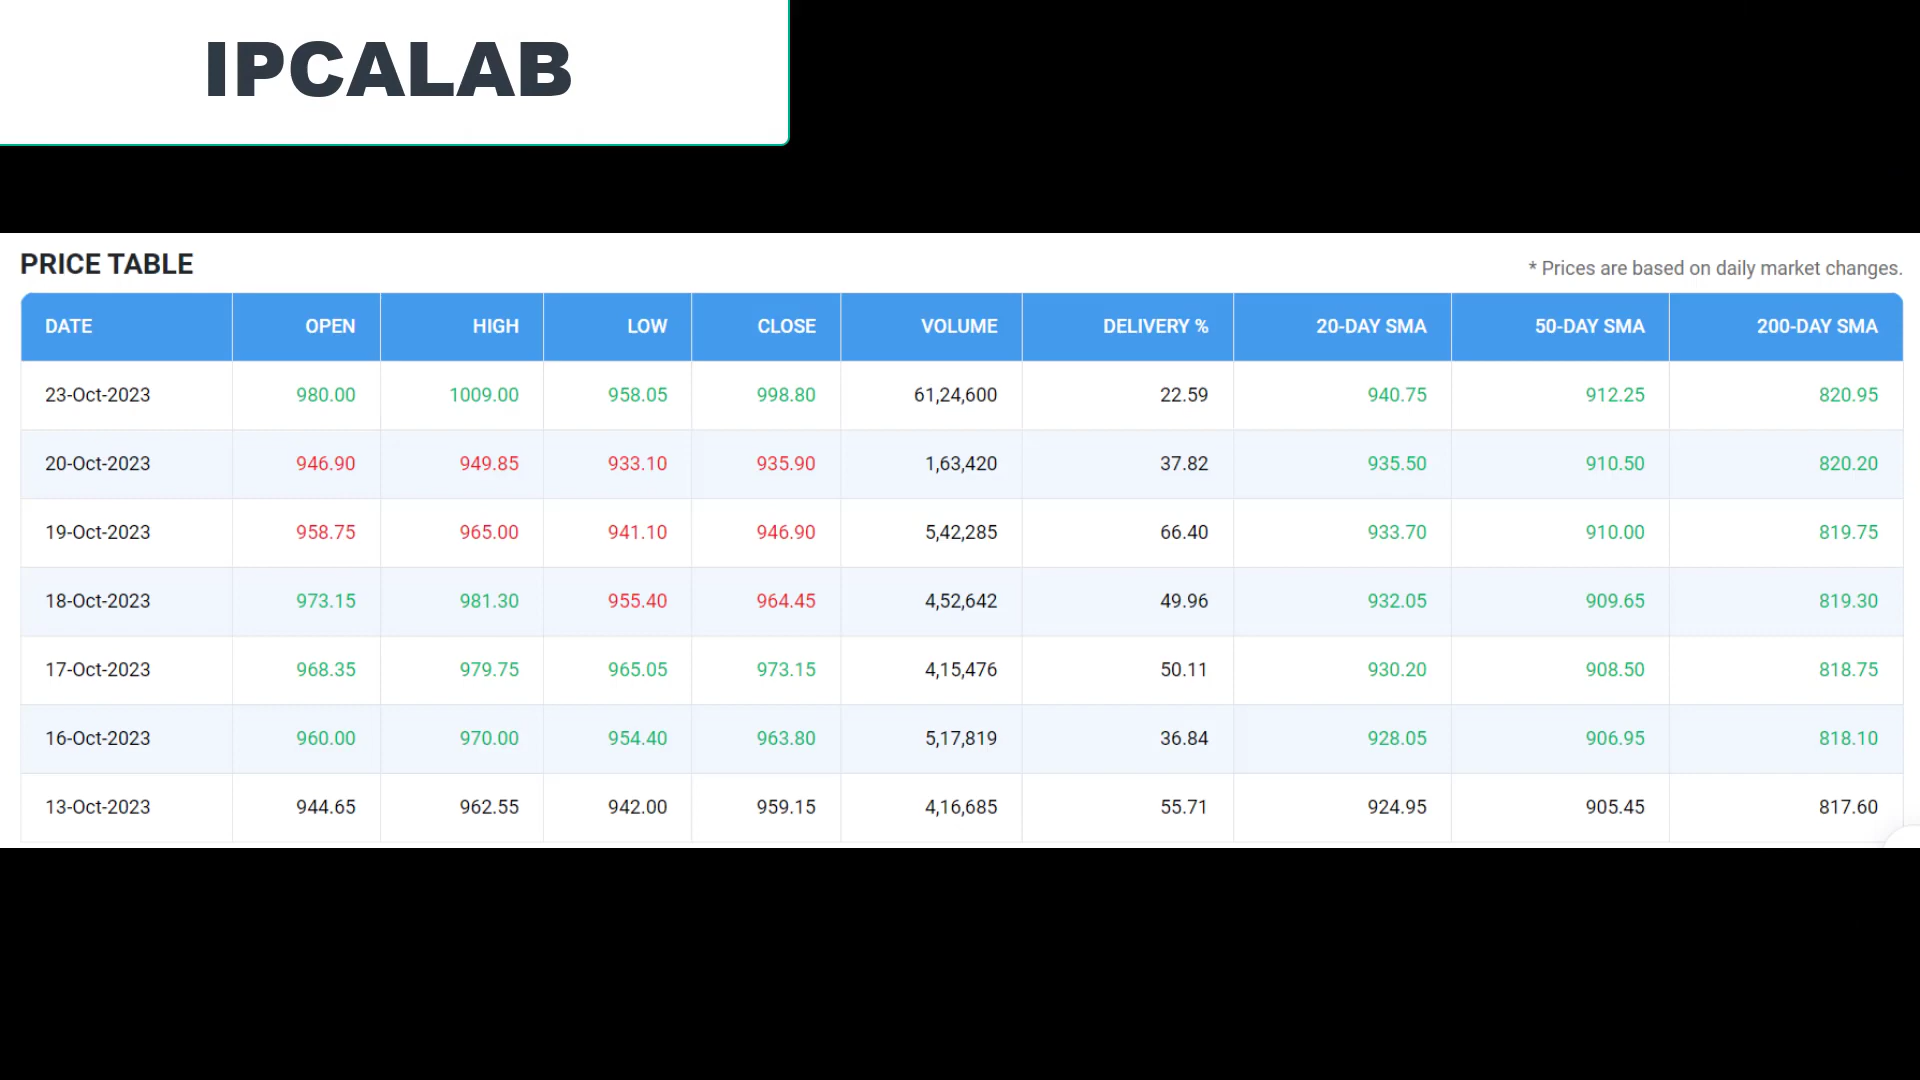 IPCALAB
PRICE TABLE
* Prices are based on daily market changes.
DATE OPEN HIGH LOW CLOSE VOLUME DELIVERY % 20-DAY SMA 50-DAY SMA 200-DAY SMA
23-Oct-2023 980.00 1009.00 958.05 998.80 61,24,600 22.59 940.75 912.25 820.95
20-Oct-2023 946.90 949.85 933.10 935.90 1,63,420 37.82 935.50 910.50 820.20
19-Oct-2023 958.75 965.00 941.10 946.90 5,42,285 66.40 933.70 910.00 819.75
18-Oct-2023 973.15 981.30 955.40 964.45 4,52,642 49.96 932.05 909.65 819.30
17-Oct-2023 968.35 979.75 965.05 973.15 4,15,476 50.11 930.20 908.50 818.75
16-Oct-2023 960.00 970.00 954.40 963.80 5,17,819 36.84 928.05 906.95 818.10
13-Oct-2023 944.65 962.55 942.00 959.15 4,16,685 55.71 924.95 905.45 817.60